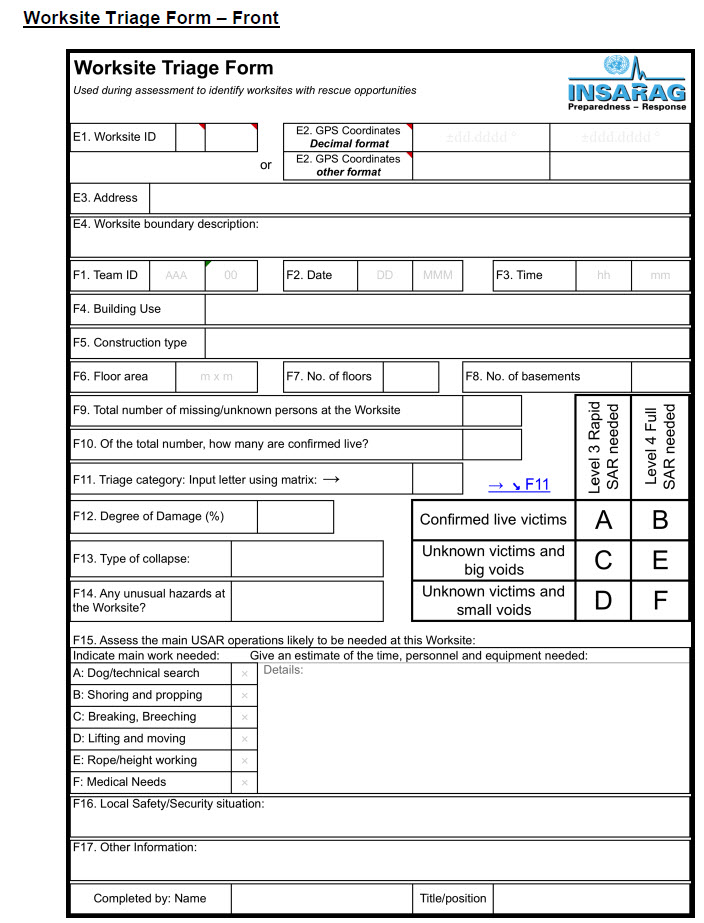 Worksite Triage Form – Front
Worksite Triage Form
Used during assessment to identify worksites with rescue opportunities
INSARAG
Preparedness – Response
E1. Worksite ID
E2. GPS Coordinates
Decimal format
±dd.dddd °
±ddd.dddd °
or
E2. GPS Coordinates
other format
E3. Address
E4. Worksite boundary description:
F1. Team ID
AAA
00
F2. Date
DD
MMM
F3. Time
hh
mm
F4. Building Use
F5. Construction type
F6. Floor area
m x m
F7. No. of floors
F8. No. of basements
F9. Total number of missing/unknown persons at the Worksite
F10. Of the total number, how many are confirmed live?
F11. Triage category: Input letter using matrix: →
→ ↘ F11
Level 3 Rapid
SAR needed
Level 4 Full
SAR needed
F12. Degree of Damage (%)
Confirmed live victims
A
B
F13. Type of collapse:
Unknown victims and
big voids
C
E
F14. Any unusual hazards at
the Worksite?
Unknown victims and
small voids
D
F
F15. Assess the main USAR operations likely to be needed at this Worksite:
Indicate main work needed:
Give an estimate of the time, personnel and equipment needed:
A: Dog/technical search
×
Details:
B: Shoring and propping
×
C: Breaking, Breeching
×
D: Lifting and moving
×
E: Rope/height working
×
F: Medical Needs
×
F16. Local Safety/Security situation:
F17. Other Information:
Completed by: Name
Title/position